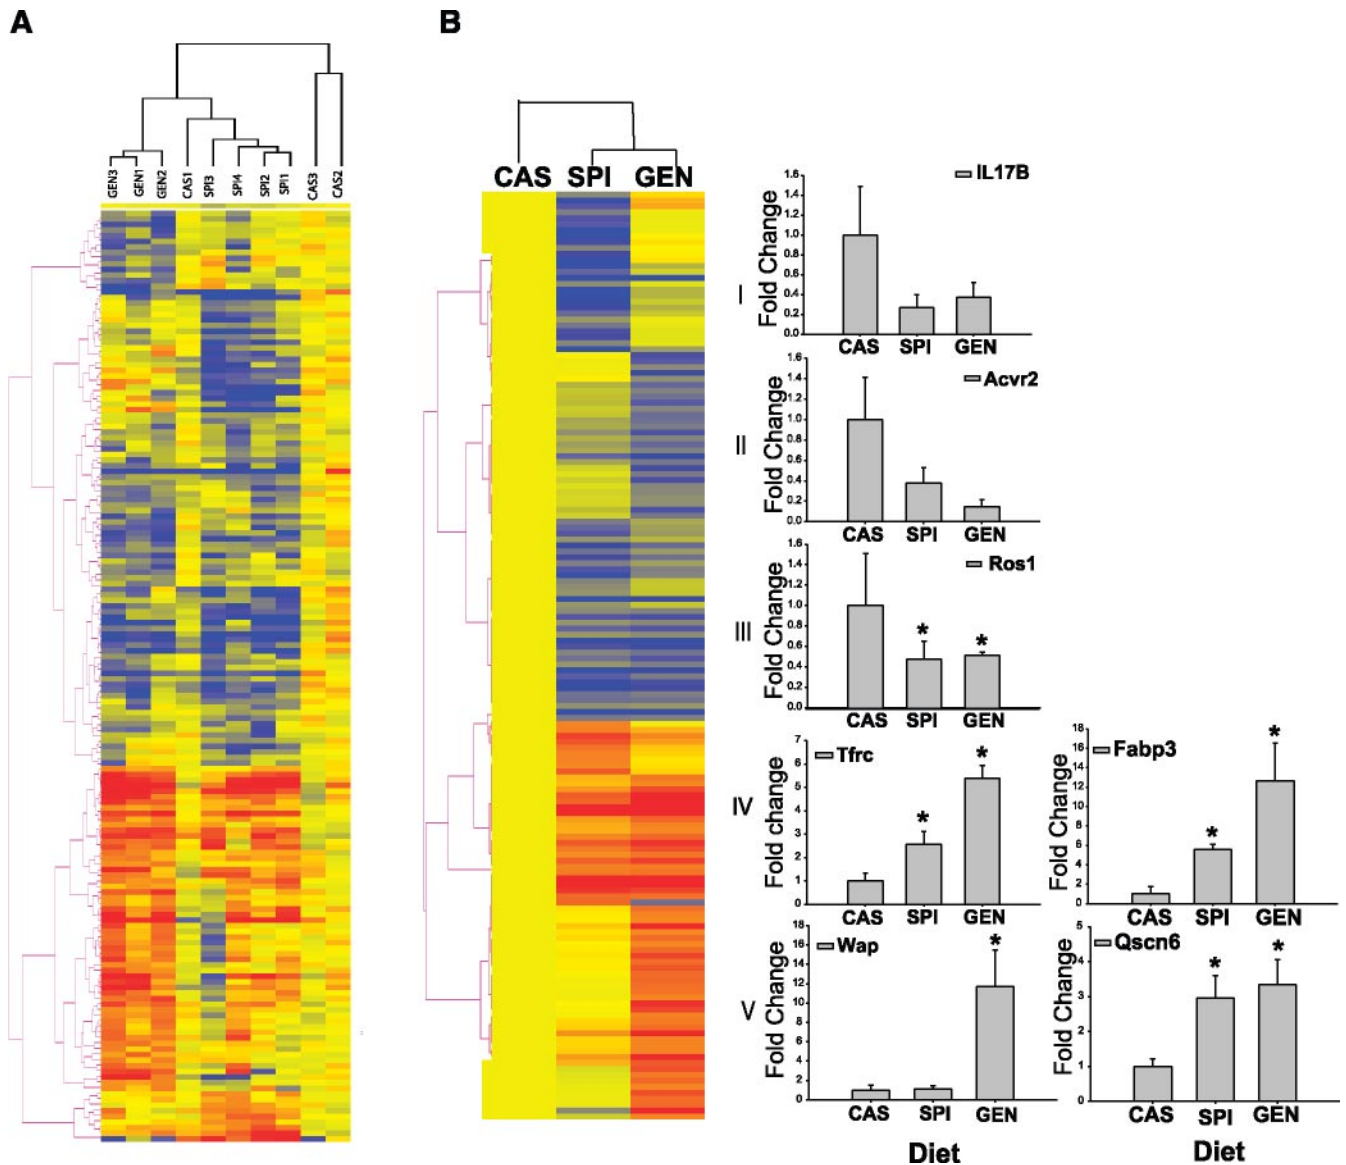 A
B
GEN3 GEN1 GEN2 CAS1 SPI3 SPI4 SPI2 SPI1 CAS3 CAS2
CAS SPI GEN
I
IL17B
Fold Change
1.6
1.4
1.2
1.0
0.8
0.6
0.4
0.2
0.0
CAS SPI GEN
II
Acvr2
Fold Change
1.6
1.4
1.2
1.0
0.8
0.6
0.4
0.2
0.0
CAS SPI GEN
III
Ros1
Fold Change
1.6
1.4
1.2
1.0
0.8
0.6
0.4
0.2
0.0
* *
CAS SPI GEN
IV
Tfrc
Fold change
7
6
5
4
3
2
1
0
* *
CAS SPI GEN
Fabp3
Fold Change
18
16
14
12
10
8
6
4
2
0
* *
CAS SPI GEN
V
Wap
Fold Change
18
16
14
12
10
8
6
4
2
0
*
CAS SPI GEN
Diet
Qscn6
Fold Change
5
4
3
2
1
0
* *
CAS SPI GEN
Diet